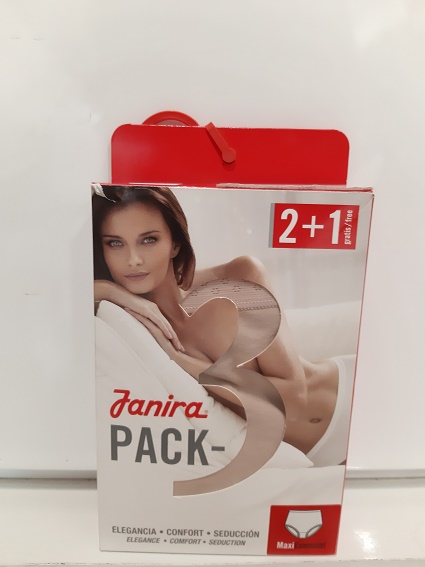 2+1
gratis/free
Janira
PACK-3
ELEGANCIA • CONFORT • SEDUCCIÓN
ELEGANCE • COMFORT • SEDUCTION
Maxi